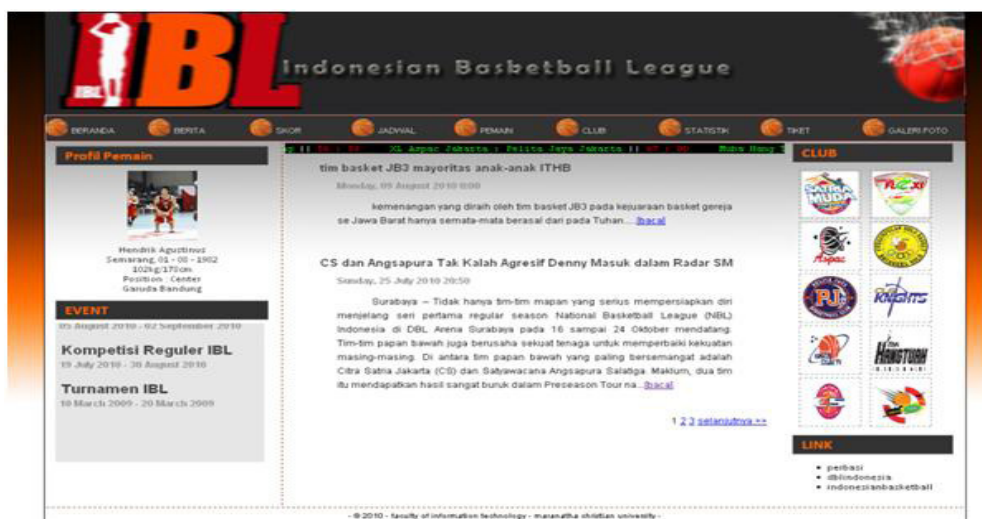 IBL
IBL
Indonesian Basketball League
BERANDA BERITA SKOR JADWAL PEMAIN CLUB STATISTIK TIKET GALERI FOTO
Profil Pemain
Hendrik Agustinus
Semarang, 01 - 08 - 1982
102kg/178cm
Position : Center
Garuda Bandung
EVENT
05 August 2010 - 02 September 2010
Kompetisi Reguler IBL
19 July 2010 - 30 August 2010
Turnamen IBL
10 March 2009 - 20 March 2009
XL Aspac Jakarta : Pelita Jaya Jakarta || Muba Hang T
tim basket JB3 mayoritas anak-anak ITHB
Monday, 09 August 2010 0:00
kemenangan yang diraih oleh tim basket JB3 pada kejuaraan basket gereja
se Jawa Barat hanya semata-mata berasal dari pada Tuhan....[baca]
CS dan Angsapura Tak Kalah Agresif Denny Masuk dalam Radar SM
Sunday, 25 July 2010 20:50
Surabaya – Tidak hanya tim-tim mapan yang serius mempersiapkan diri
menjelang seri pertama regular season National Basketball League (NBL)
Indonesia di DBL Arena Surabaya pada 16 sampai 24 Oktober mendatang.
Tim-tim papan bawah juga berusaha sekuat tenaga untuk memperbaiki kekuatan
masing-masing. Di antara tim papan bawah yang paling bersemangat adalah
Citra Satria Jakarta (CS) dan Satyawacana Angsapura Salatiga. Maklum, dua tim
itu mendapatkan hasil sangat buruk dalam Preseason Tour na...[baca]
1 2 3 selanjutnya >>
CLUB
SATRIA
MUDA
Aspac
PJ
KNIGHTS
HANGTUAH
LINK
perbasi
dblindonesia
indonesianbasketball
- © 2010 - faculty of information technology - maranatha christian university -